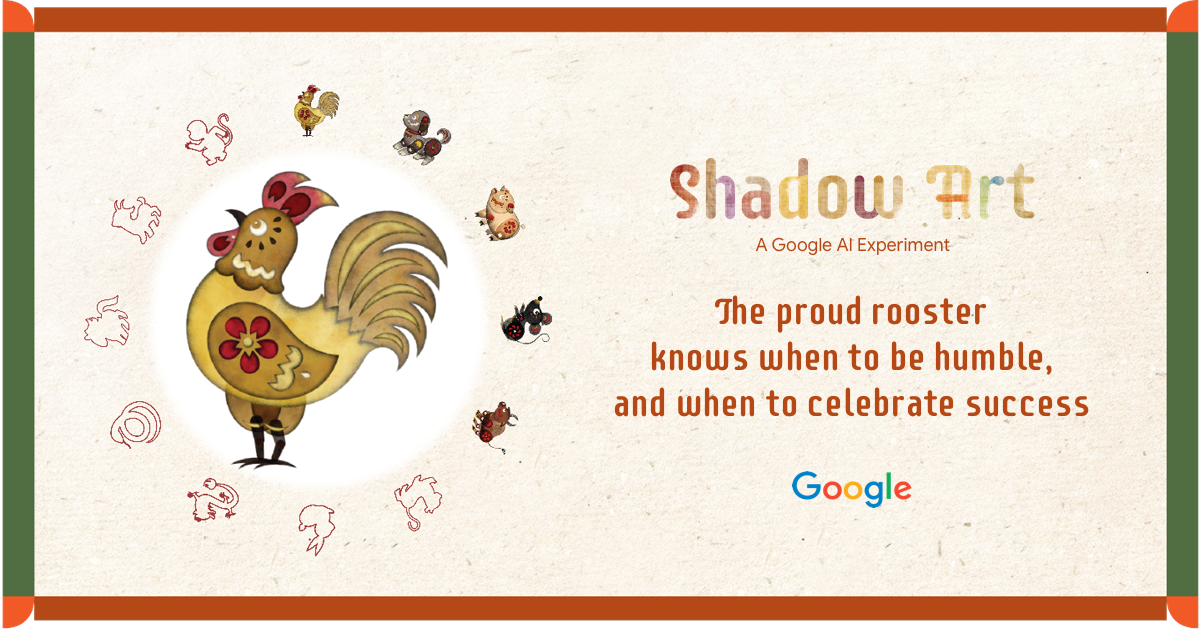 Shadow Art
A Google AI Experiment
The proud rooster
knows when to be humble,
and when to celebrate success
Google